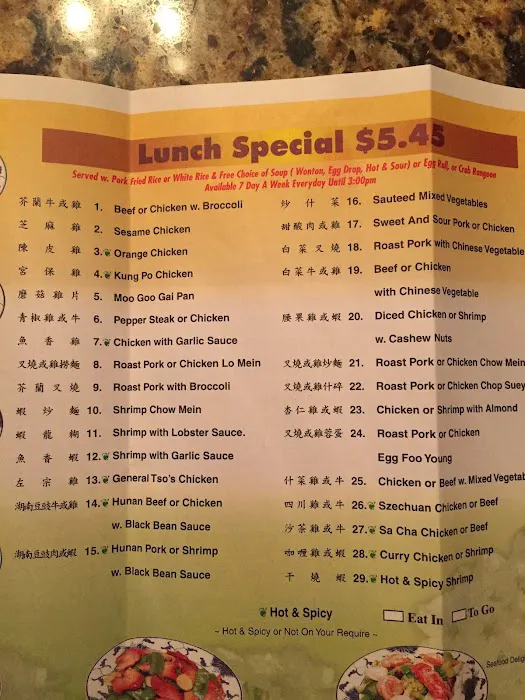 Lunch Special $5.45
Served w. Pork Fried Rice or White Rice & Free Choice of Soup ( Wonton, Egg Drop, Hot & Sour) or Egg Roll, or Crab Rangoon
Available 7 Day A Week Everyday Until 3:00pm
芥蘭牛或雞 1. Beef or Chicken w. Broccoli
芝麻雞 2. Sesame Chicken
陳皮雞 3. Orange Chicken
宮保雞 4. Kung Po Chicken
磨菇雞片 5. Moo Goo Gai Pan
青椒雞或牛 6. Pepper Steak or Chicken
魚香雞 7. Chicken with Garlic Sauce
叉燒或雞撈麵 8. Roast Pork or Chicken Lo Mein
芥蘭叉燒 9. Roast Pork with Broccoli
蝦炒麵 10. Shrimp Chow Mein
蝦龍糊 11. Shrimp with Lobster Sauce.
魚香蝦 12. Shrimp with Garlic Sauce
左宗雞 13. General Tso's Chicken
湖南豆豉牛或雞 14. Hunan Beef or Chicken
w. Black Bean Sauce
湖南豆豉肉或蝦 15. Hunan Pork or Shrimp
w. Black Bean Sauce
炒什菜 16. Sauteed Mixed Vegetables
甜酸肉或雞 17. Sweet And Sour Pork or Chicken
白菜叉燒 18. Roast Pork with Chinese Vegetable
白菜牛或雞 19. Beef or Chicken
with Chinese Vegetable
腰果雞或蝦 20. Diced Chicken or Shrimp
w. Cashew Nuts
叉燒或雞炒麵 21. Roast Pork or Chicken Chow Mein
叉燒或雞什碎 22. Roast Pork or Chicken Chop Suey
杏仁雞或蝦 23. Chicken or Shrimp with Almond
叉燒或雞蓉蛋 24. Roast Pork or Chicken
Egg Foo Young
什菜雞或牛 25. Chicken or Beef w. Mixed Vegetab
四川雞或牛 26. Szechuan Chicken or Beef
沙茶雞或牛 27. Sa Cha Chicken or Beef
咖喱雞或蝦 28. Curry Chicken or Shrimp
干燒蝦 29. Hot & Spicy Shrimp
Hot & Spicy
Eat In To Go
~ Hot & Spicy or Not On Your Require ~
Seafood Delig